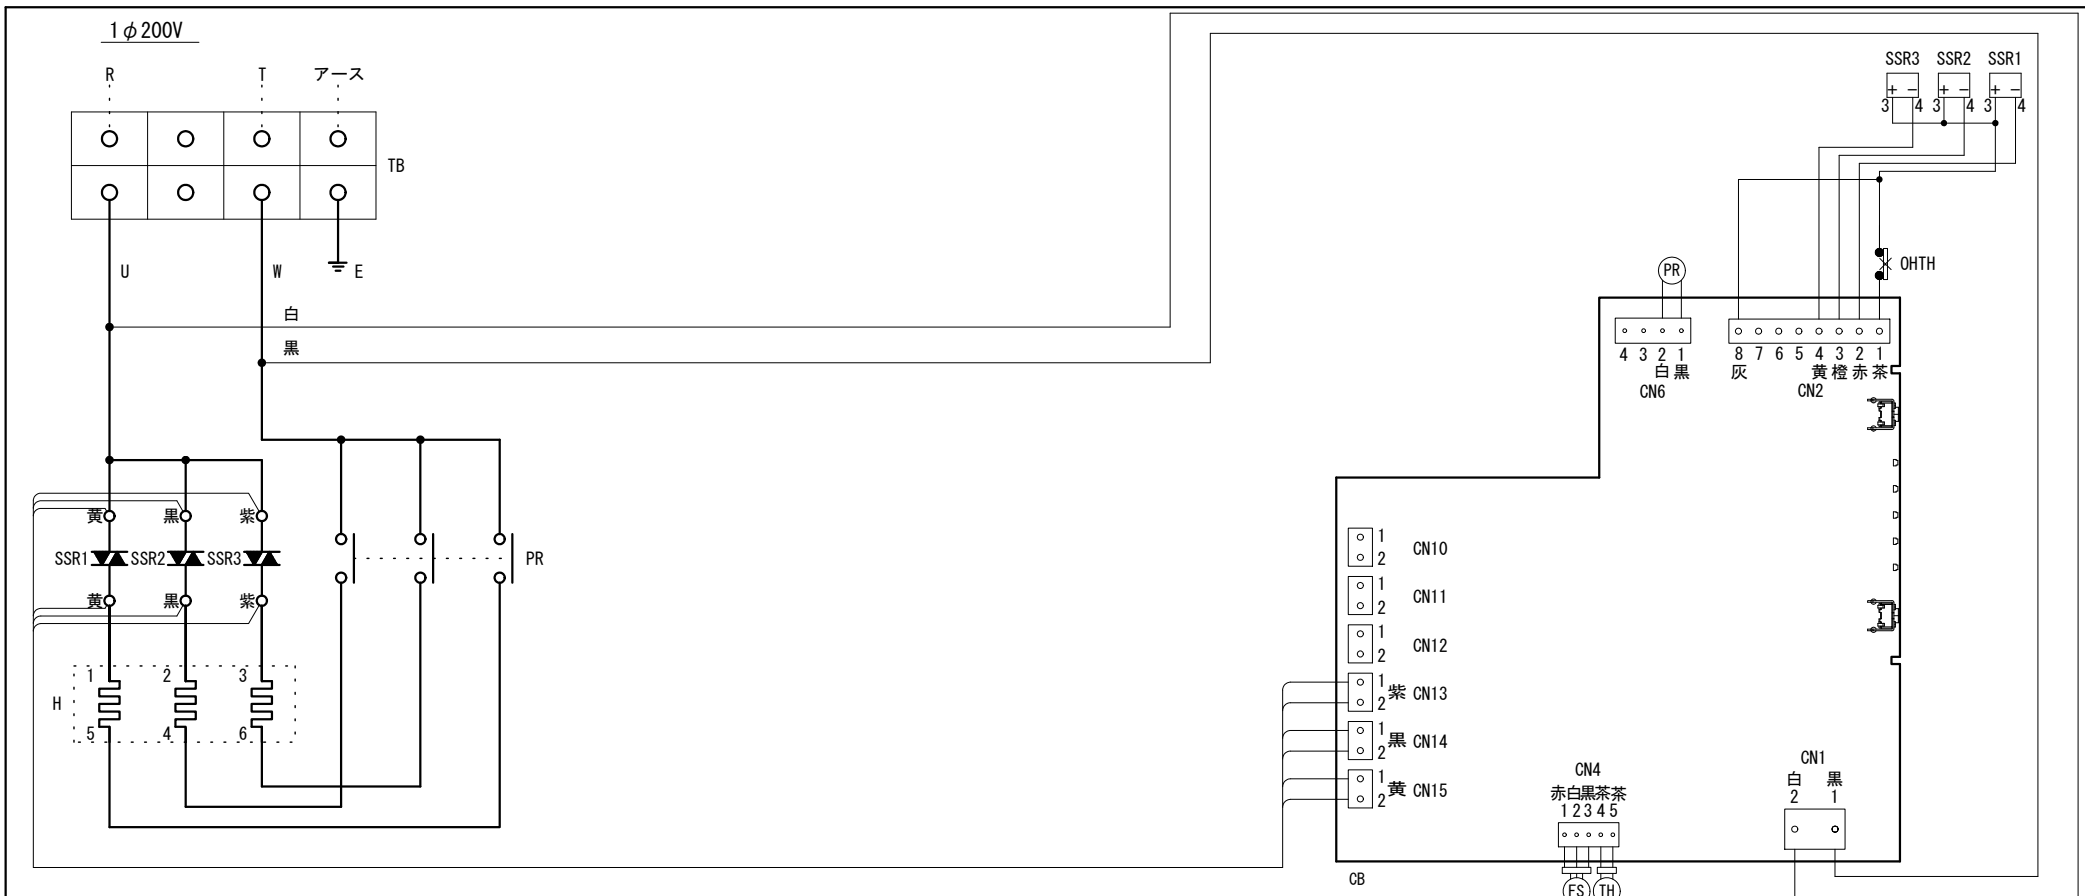 1φ200V
R T アース
TB
U W E
白
黒
黄 黒 紫
SSR1 SSR2 SSR3 PR
黄 黒 紫
1 2 3
H
5 4 6
SSR3 SSR2 SSR1
+ - + - + -
3 4 3 4 3 4
OHTH
PR
4 3 2 1
白 黒
CN6
8 7 6 5 4 3 2 1
灰 黄 橙 赤 茶
CN2
1
2 CN10
1
2 CN11
1
2 CN12
1
2 紫 CN13
1
2 黒 CN14
1
2 黄 CN15
CN4
赤白黒茶茶
1 2 3 4 5
FS TH
CN1
白 黒
2 1
CB